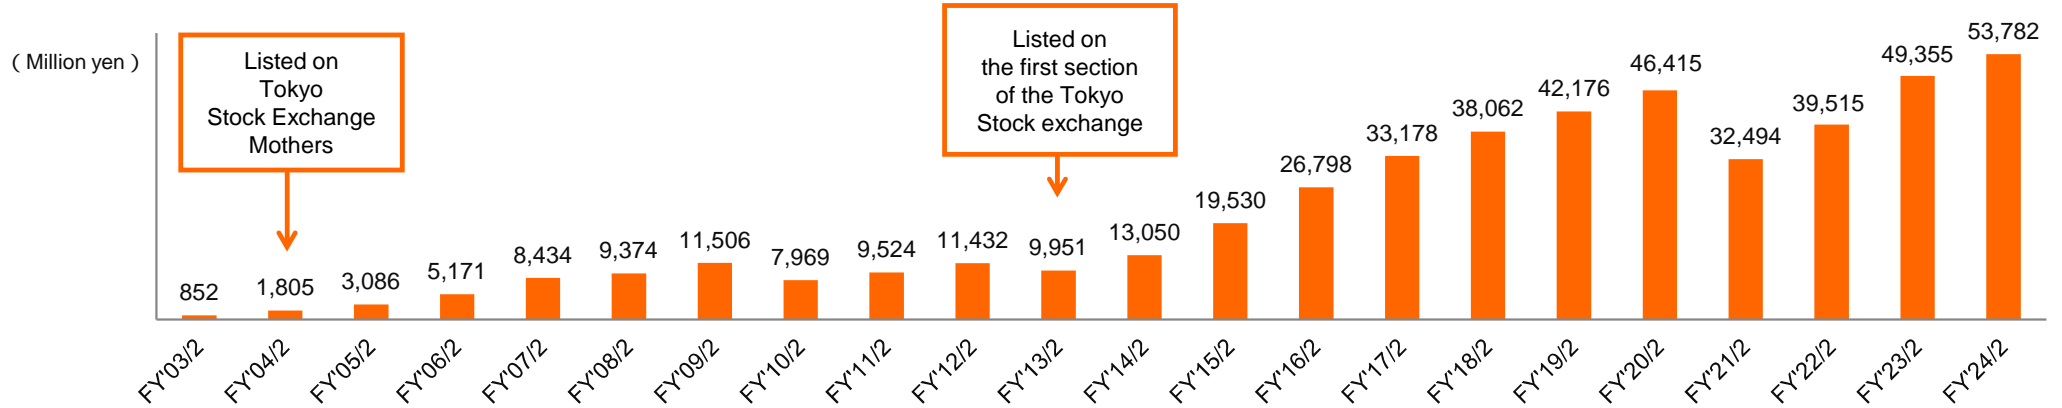 ( Million yen )
Listed on
Tokyo
Stock Exchange
Mothers
Listed on
the first section
of the Tokyo
Stock exchange
852
1,805
3,086
5,171
8,434
9,374
11,506
7,969
9,524
11,432
9,951
13,050
19,530
26,798
33,178
38,062
42,176
46,415
32,494
39,515
49,355
53,782
FY'03/2
FY'04/2
FY'05/2
FY'06/2
FY'07/2
FY'08/2
FY'09/2
FY'10/2
FY'11/2
FY'12/2
FY'13/2
FY'14/2
FY'15/2
FY'16/2
FY'17/2
FY'18/2
FY'19/2
FY'20/2
FY'21/2
FY'22/2
FY'23/2
FY'24/2